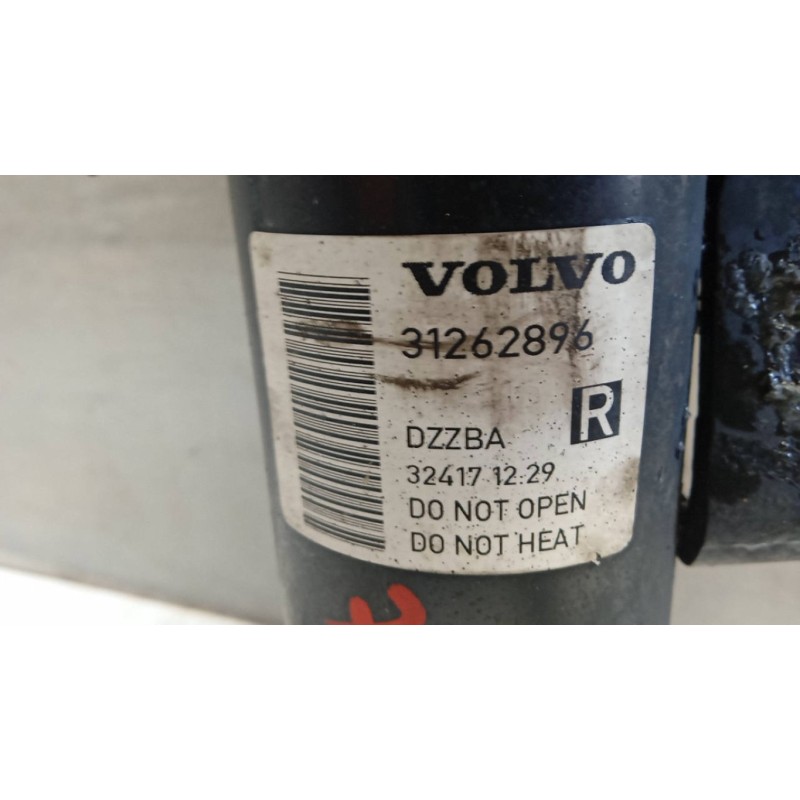 VOLVO
31262896
R
DZZBA
32417 12:29
DO NOT OPEN
DO NOT HEAT